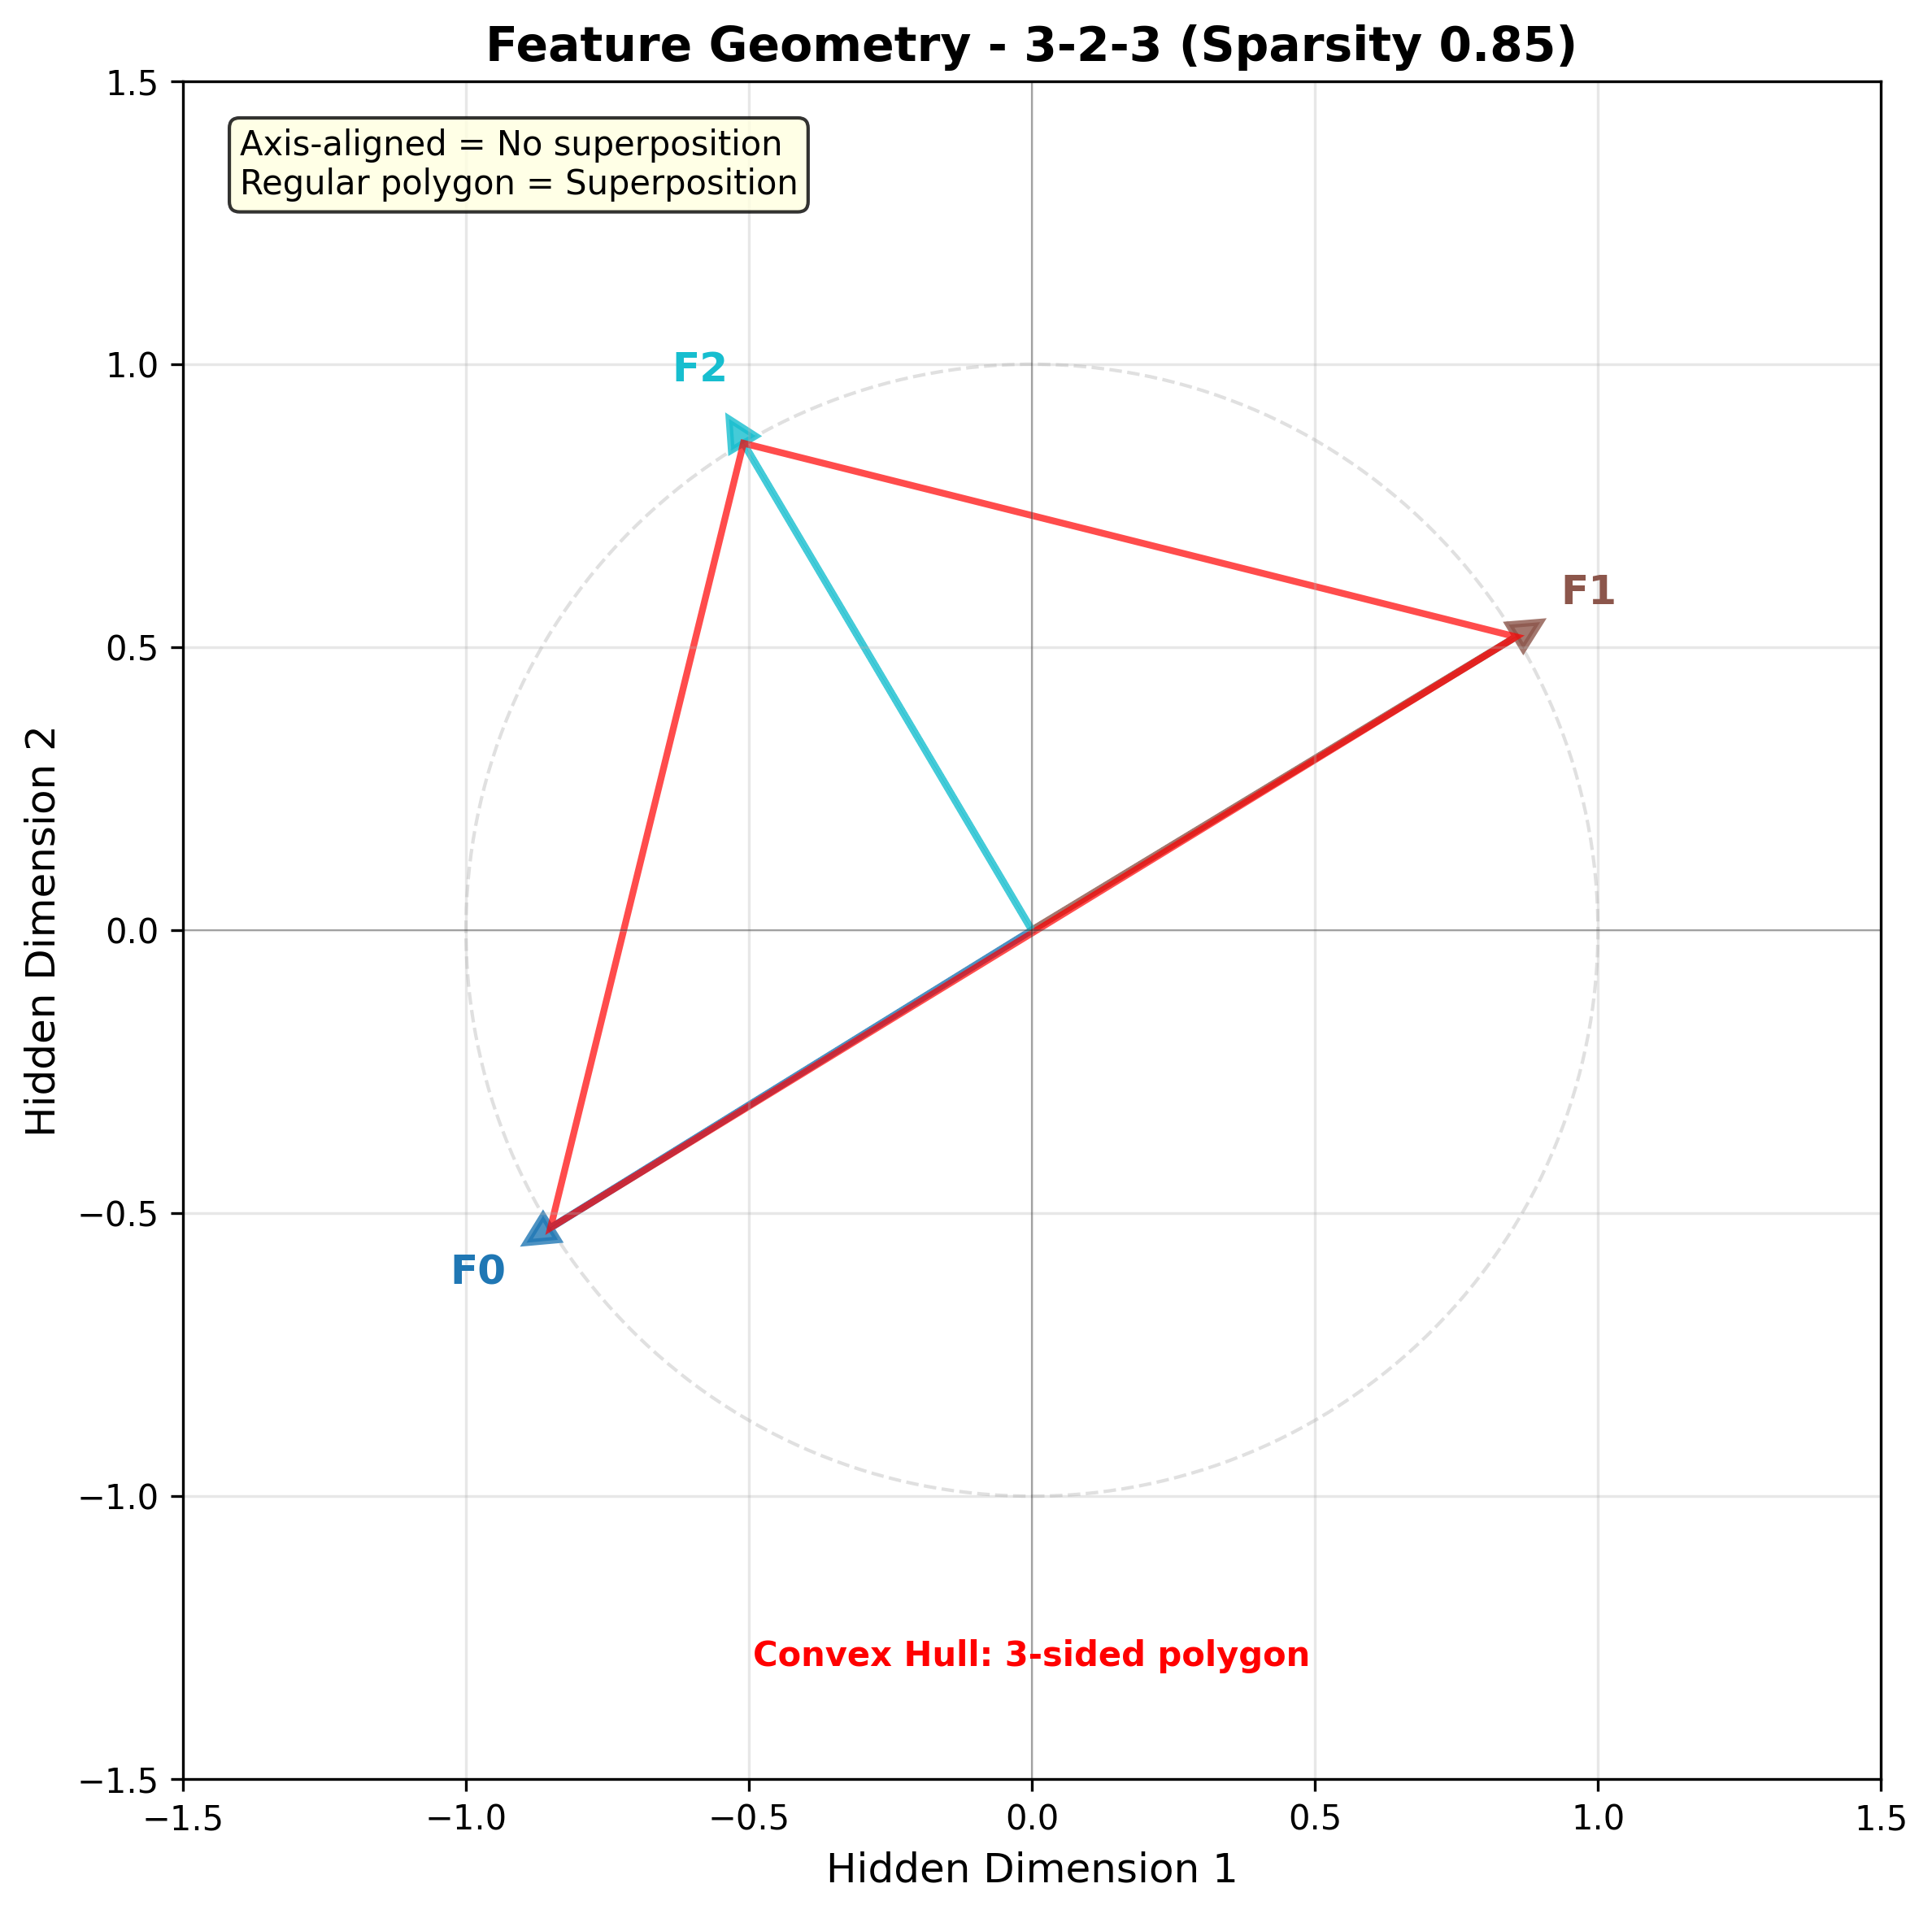 Feature Geometry - 3-2-3 (Sparsity 0.85)
1.5
Axis-aligned = No superposition
Regular polygon = Superposition
1.0
F2
F1
0.5
Hidden Dimension 2
0.0
−0.5
F0
−1.0
Convex Hull: 3-sided polygon
−1.5
−1.5 −1.0 −0.5 0.0 0.5 1.0 1.5
Hidden Dimension 1